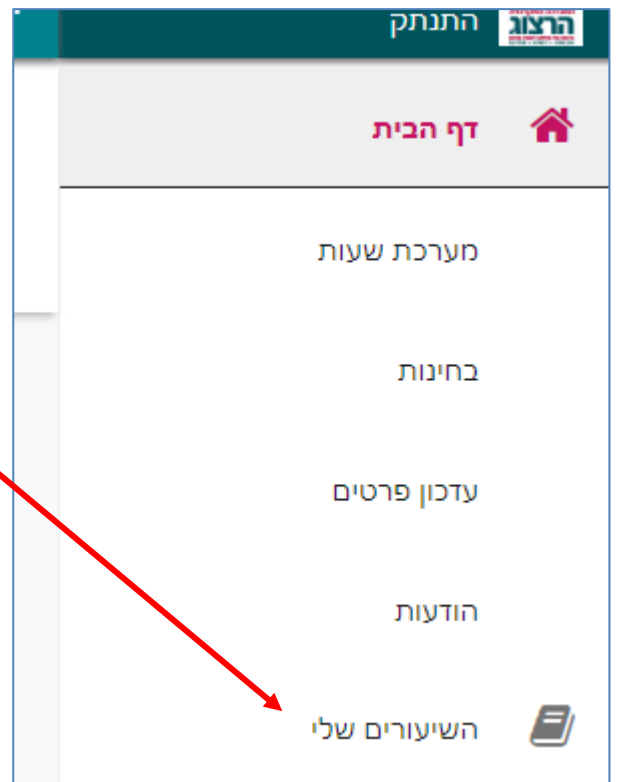 התנתק
הרצוג
דף הבית
מערכת שעות
בחינות
עדכון פרטים
הודעות
השיעורים שלי